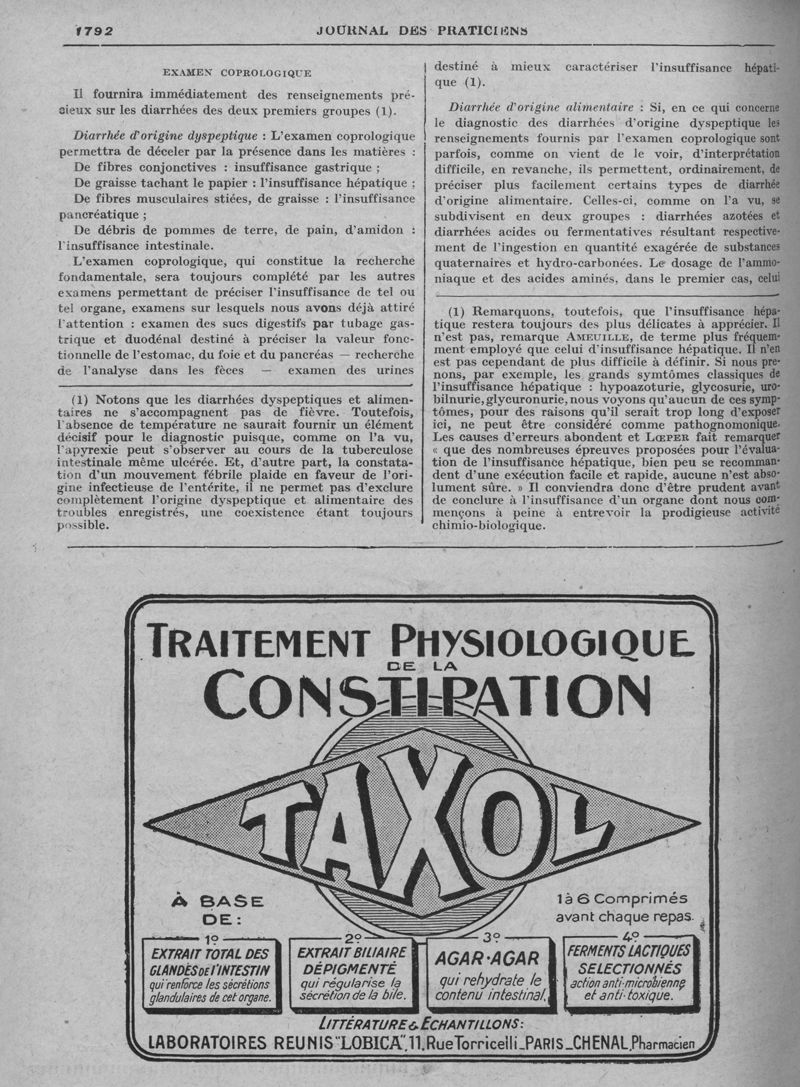 1792
JOURNAL DES PRATICIENS
EXAMEN COPROLOGIQUE
Il fournira immédiatement des renseignements pré-
cieux sur les diarrhées des deux premiers groupes (1).
Diarrhée d'origine dyspeptique : L'examen coprologique
permettra de déceler par la présence dans les matières :
De fibres conjonctives : insuffisance gastrique ;
De graisse tachant le papier : l'insuffisance hépatique ;
De fibres musculaires stiées, de graisse : l'insuffisance
pancréatique ;
De débris de pommes de terre, de pain, d'amidon :
l'insuffisance intestinale.
L'examen coprologique, qui constitue la recherche
fondamentale, sera toujours complété par les autres
examens permettant de préciser l'insuffisance de tel ou
tel organe, examens sur lesquels nous avons déjà attiré
l'attention : examen des sucs digestifs par tubage gas-
trique et duodénal destiné à préciser la valeur fonc-
tionnelle de l'estomac, du foie et du pancréas — recherche
de l'analyse dans les fèces — examen des urines
(1) Notons que les diarrhées dyspeptiques et alimen-
taires ne s'accompagnent pas de fièvre. Toutefois,
l'absence de température ne saurait fournir un élément
décisif pour le diagnostic puisque, comme on l'a vu,
l'apyrexie peut s'observer au cours de la tuberculose
intestinale même ulcérée. Et, d'autre part, la constata-
tion d'un mouvement fébrile plaide en faveur de l'ori-
gine infectieuse de l'entérite, il ne permet pas d'exclure
complètement l'origine dyspeptique et alimentaire des
troubles enregistrés, une coexistence étant toujours
possible.
destiné à mieux caractériser l'insuffisance hépati-
que (1).
Diarrhée d'origine alimentaire : Si, en ce qui concerne
le diagnostic des diarrhées d'origine dyspeptique les
renseignements fournis par l'examen coprologique sont
parfois, comme on vient de le voir, d'interprétation
difficile, en revanche, ils permettent, ordinairement, de
préciser plus facilement certains types de diarrhée
d'origine alimentaire. Celles-ci, comme on l'a vu, se
subdivisent en deux groupes : diarrhées azotées et
diarrhées acides ou fermentatives résultant respective-
ment de l'ingestion en quantité exagérée de substances
quaternaires et hydro-carbonées. Le dosage de l'ammo-
niaque et des acides aminés, dans le premier cas, celui
(1) Remarquons, toutefois, que l'insuffisance hépa-
tique restera toujours des plus délicates à apprécier. Il
n'est pas, remarque AMEUILLE, de terme plus fréquem-
ment employé que celui d'insuffisance hépatique. Il n'en
est pas cependant de plus difficile à définir. Si nous pre-
nons, par exemple, les grands symtômes classiques de
l'insuffisance hépatique : hypoazoturie, glycosurie, uro-
bilnurie, glycuronurie, nous voyons qu'aucun de ces symp-
tômes, pour des raisons qu'il serait trop long d'exposer
ici, ne peut être considéré comme pathognomonique.
Les causes d'erreurs abondent et LŒPER fait remarquer
« que des nombreuses épreuves proposées pour l'évalua-
tion de l'insuffisance hépatique, bien peu se recomman-
dent d'une exécution facile et rapide, aucune n'est abso-
lument sûre. » Il conviendra donc d'être prudent avant
de conclure à l'insuffisance d'un organe dont nous com-
mençons à peine à entrevoir la prodigieuse activité
chimio-biologique.
TRAITEMENT PHYSIOLOGIQUE
DE LA
CONSTIPATION
TAXOL
À BASE
DE:
1 à 6 Comprimés
avant chaque repas.
1º
EXTRAIT TOTAL DES
GLANDES DE l'INTESTIN
qui renforce les sécrétions
glandulaires de cet organe.
2º
EXTRAIT BILIAIRE
DÉPIGMENTÉ
qui régularise la
sécrétion de la bile.
3º
AGAR-AGAR
qui rehydrate le
contenu intestinal.
4º
FERMENTS LACTIQUES
SELECTIONNÉS
action anti-microbienne
et anti-toxique.
LITTÉRATURE & ÉCHANTILLONS:
LABORATOIRES REUNIS "LOBICA", 11, Rue Torricelli_PARIS_CHENAL, Pharmacien